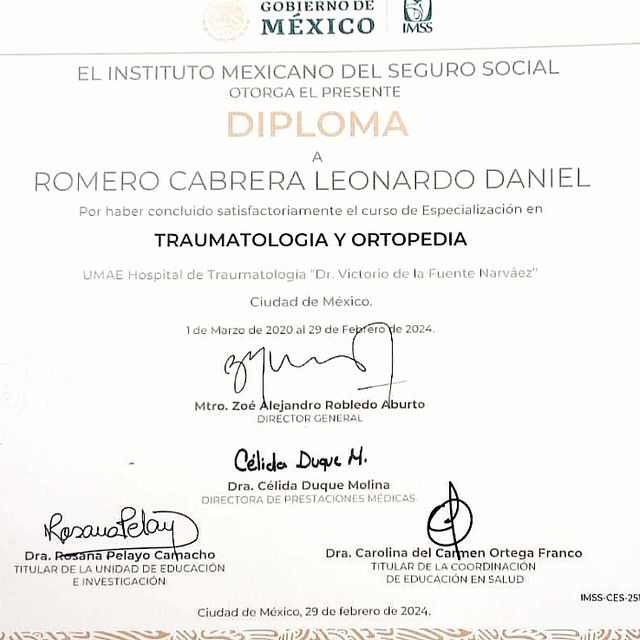 GOBIERNO DE
MÉXICO
IMSS
EL INSTITUTO MEXICANO DEL SEGURO SOCIAL
OTORGA EL PRESENTE
DIPLOMA
A
ROMERO CABRERA LEONARDO DANIEL
Por haber concluido satisfactoriamente el curso de Especialización en
TRAUMATOLOGIA Y ORTOPEDIA
UMAE Hospital de Traumatología "Dr. Victorio de la Fuente Narváez"
Ciudad de México.
1 de Marzo de 2020 al 29 de Febrero de 2024.
Mtro. Zoé Alejandro Robledo Aburto
DIRECTOR GENERAL
Célida Duque M.
Dra. Célida Duque Molina
DIRECTORA DE PRESTACIONES MÉDICAS
Rosana Pelayo
Dra. Rosana Pelayo Camacho
TITULAR DE LA UNIDAD DE EDUCACIÓN
E INVESTIGACIÓN
Dra. Carolina del Carmen Ortega Franco
TITULAR DE LA COORDINACIÓN
DE EDUCACIÓN EN SALUD
IMSS-CES-25
Ciudad de México, 29 de febrero de 2024.